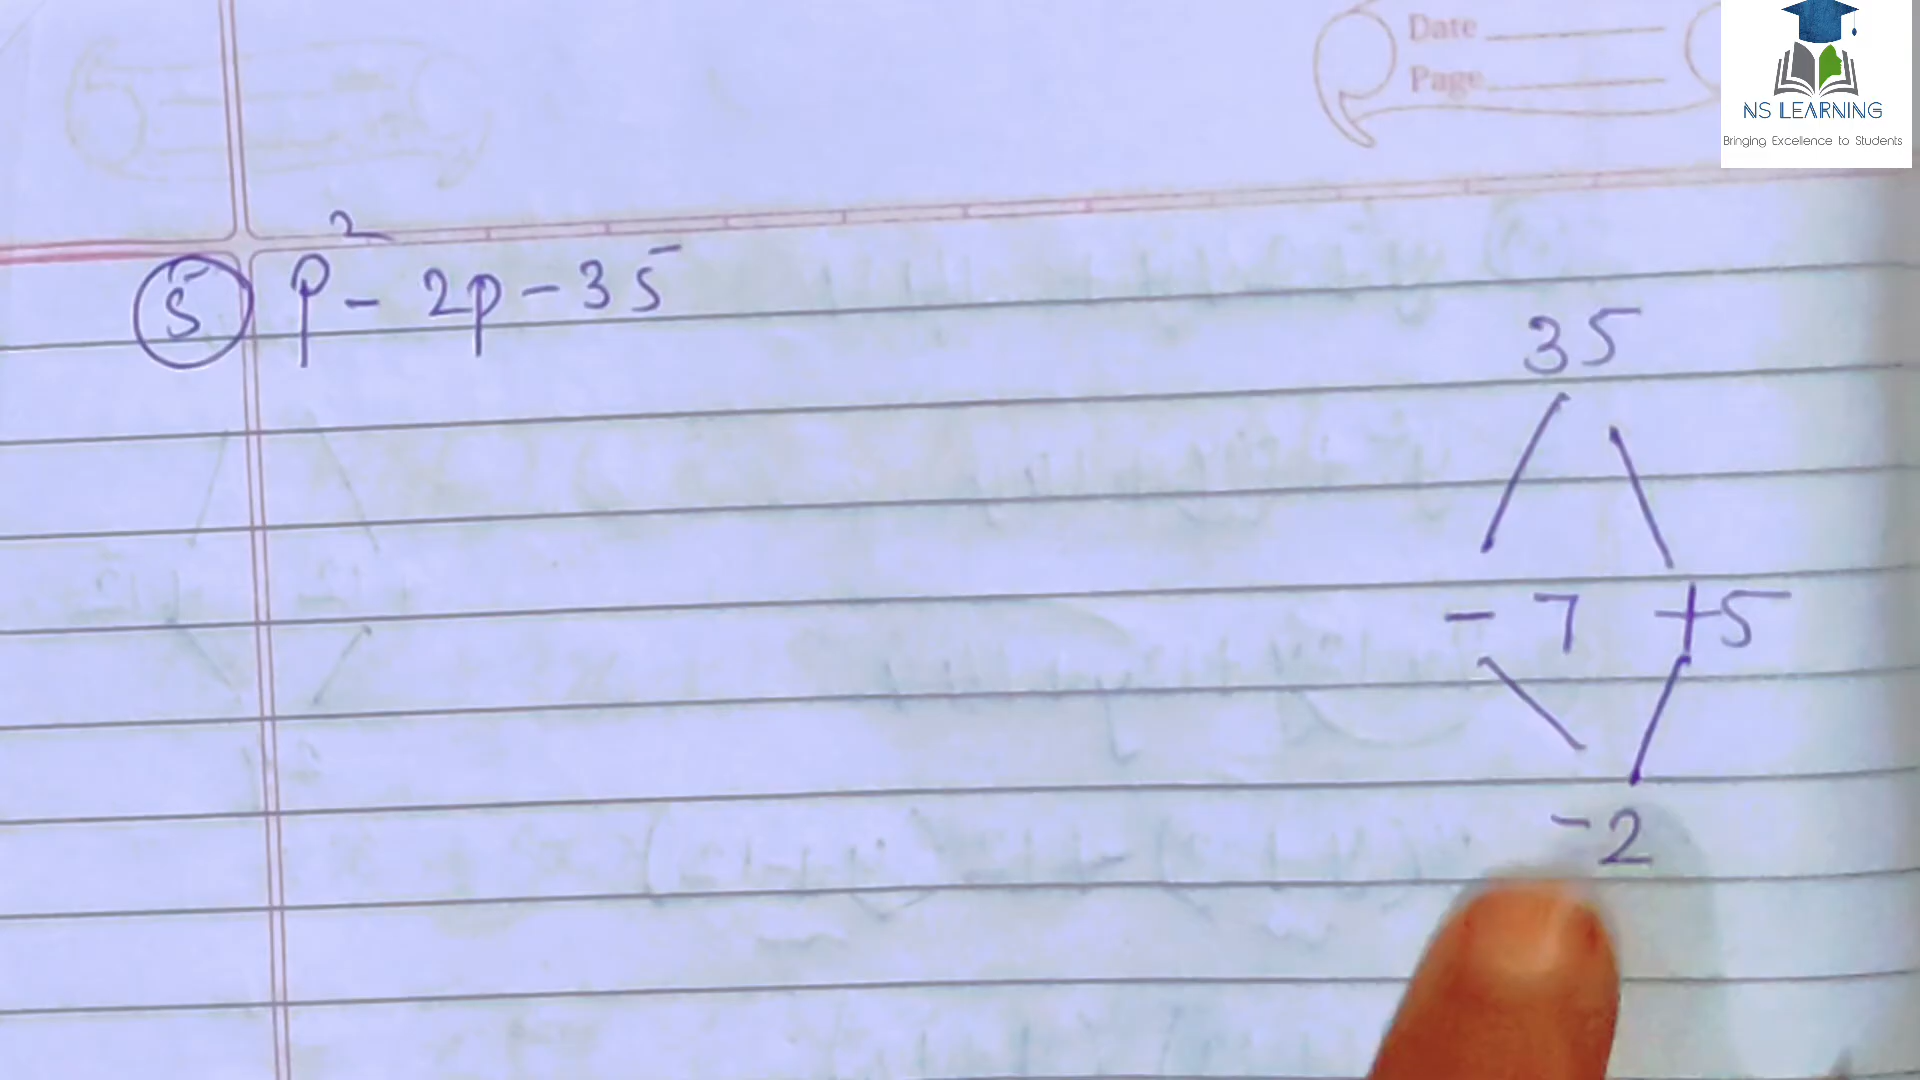 Date
Page
NS LEARNING
Bringing Excellence to Students
(5) p² - 2p - 35
35
- 7 +5
-2